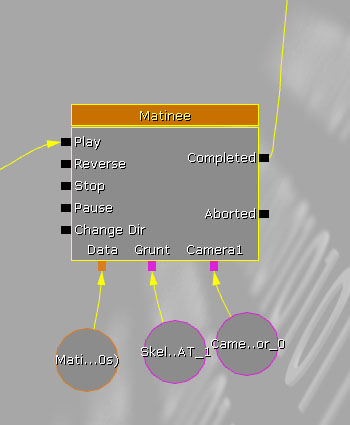 Matinee
Play
Reverse
Completed
Stop
Pause
Aborted
Change Dir
Data Grunt Camera1
Mati...0s)
Skel..AT_1
Came..or_0